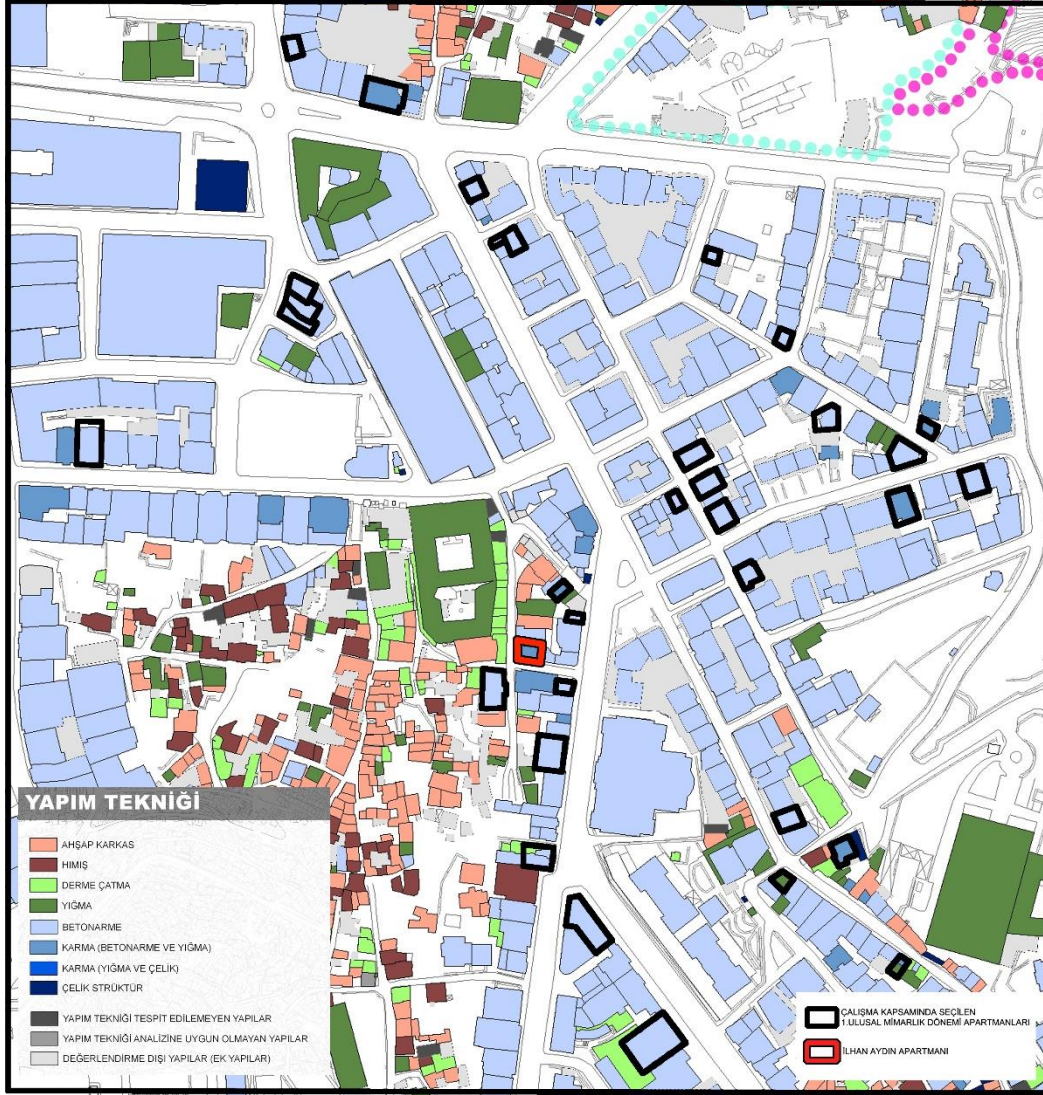 YAPIM TEKNİĞİ
AHŞAP KARKAS
HIMIŞ
DERME ÇATMA
YIĞMA
BETONARME
KARMA (BETONARME VE YIĞMA)
KARMA (YIĞMA VE ÇELİK)
ÇELİK STRÜKTÜR
YAPIM TEKNİĞİ TESPİT EDİLEMEYEN YAPILAR
YAPIM TEKNİĞİ ANALİZİNE UYGUN OLMAYAN YAPILAR
DEĞERLENDİRME DIŞI YAPILAR (EK YAPILAR)
ÇALIŞMA KAPSAMINDA SEÇİLEN
1.ULUSAL MİMARLIK DÖNEMİ APARTMANLARI
İLHAN AYDIN APARTMANI